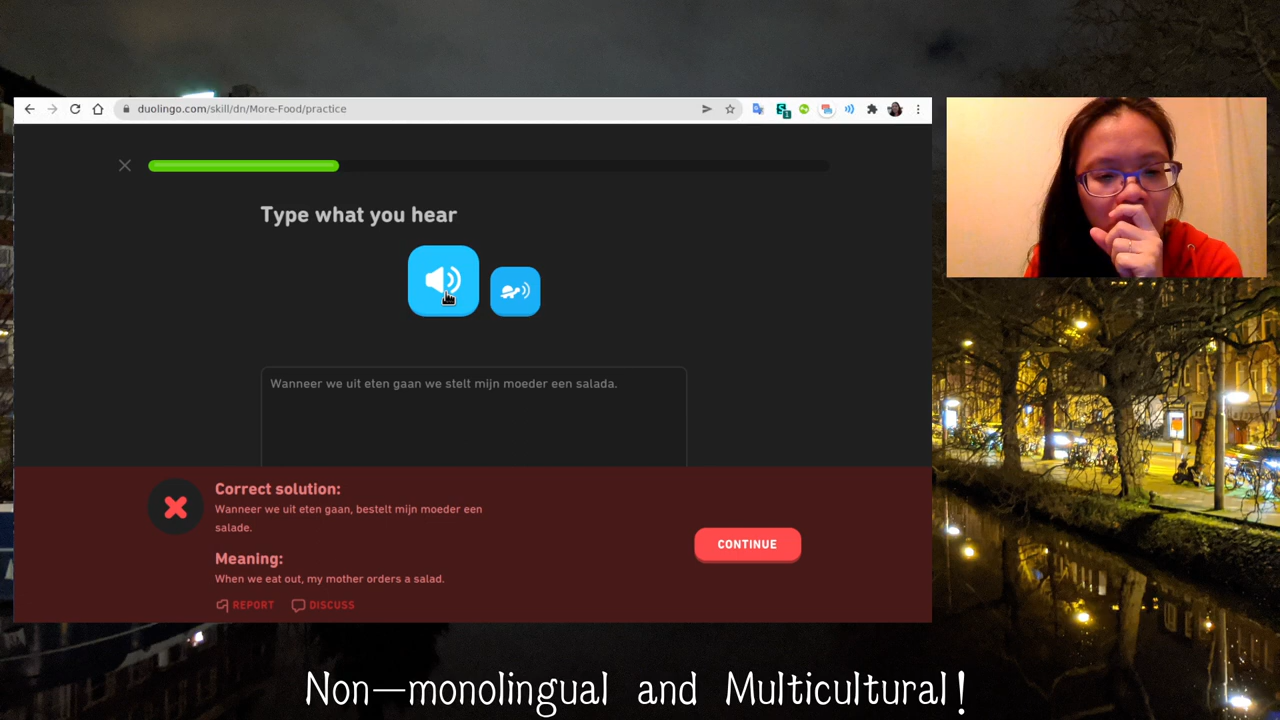 duolingo.com/skill/dn/More-Food/practice
Type what you hear
Wanneer we uit eten gaan we stelt mijn moeder een salada.
Correct solution:
Wanneer we uit eten gaan, bestelt mijn moeder een
salade.
Meaning:
When we eat out, my mother orders a salad.
REPORT DISCUSS
CONTINUE
Non-monolingual and Multicultural!